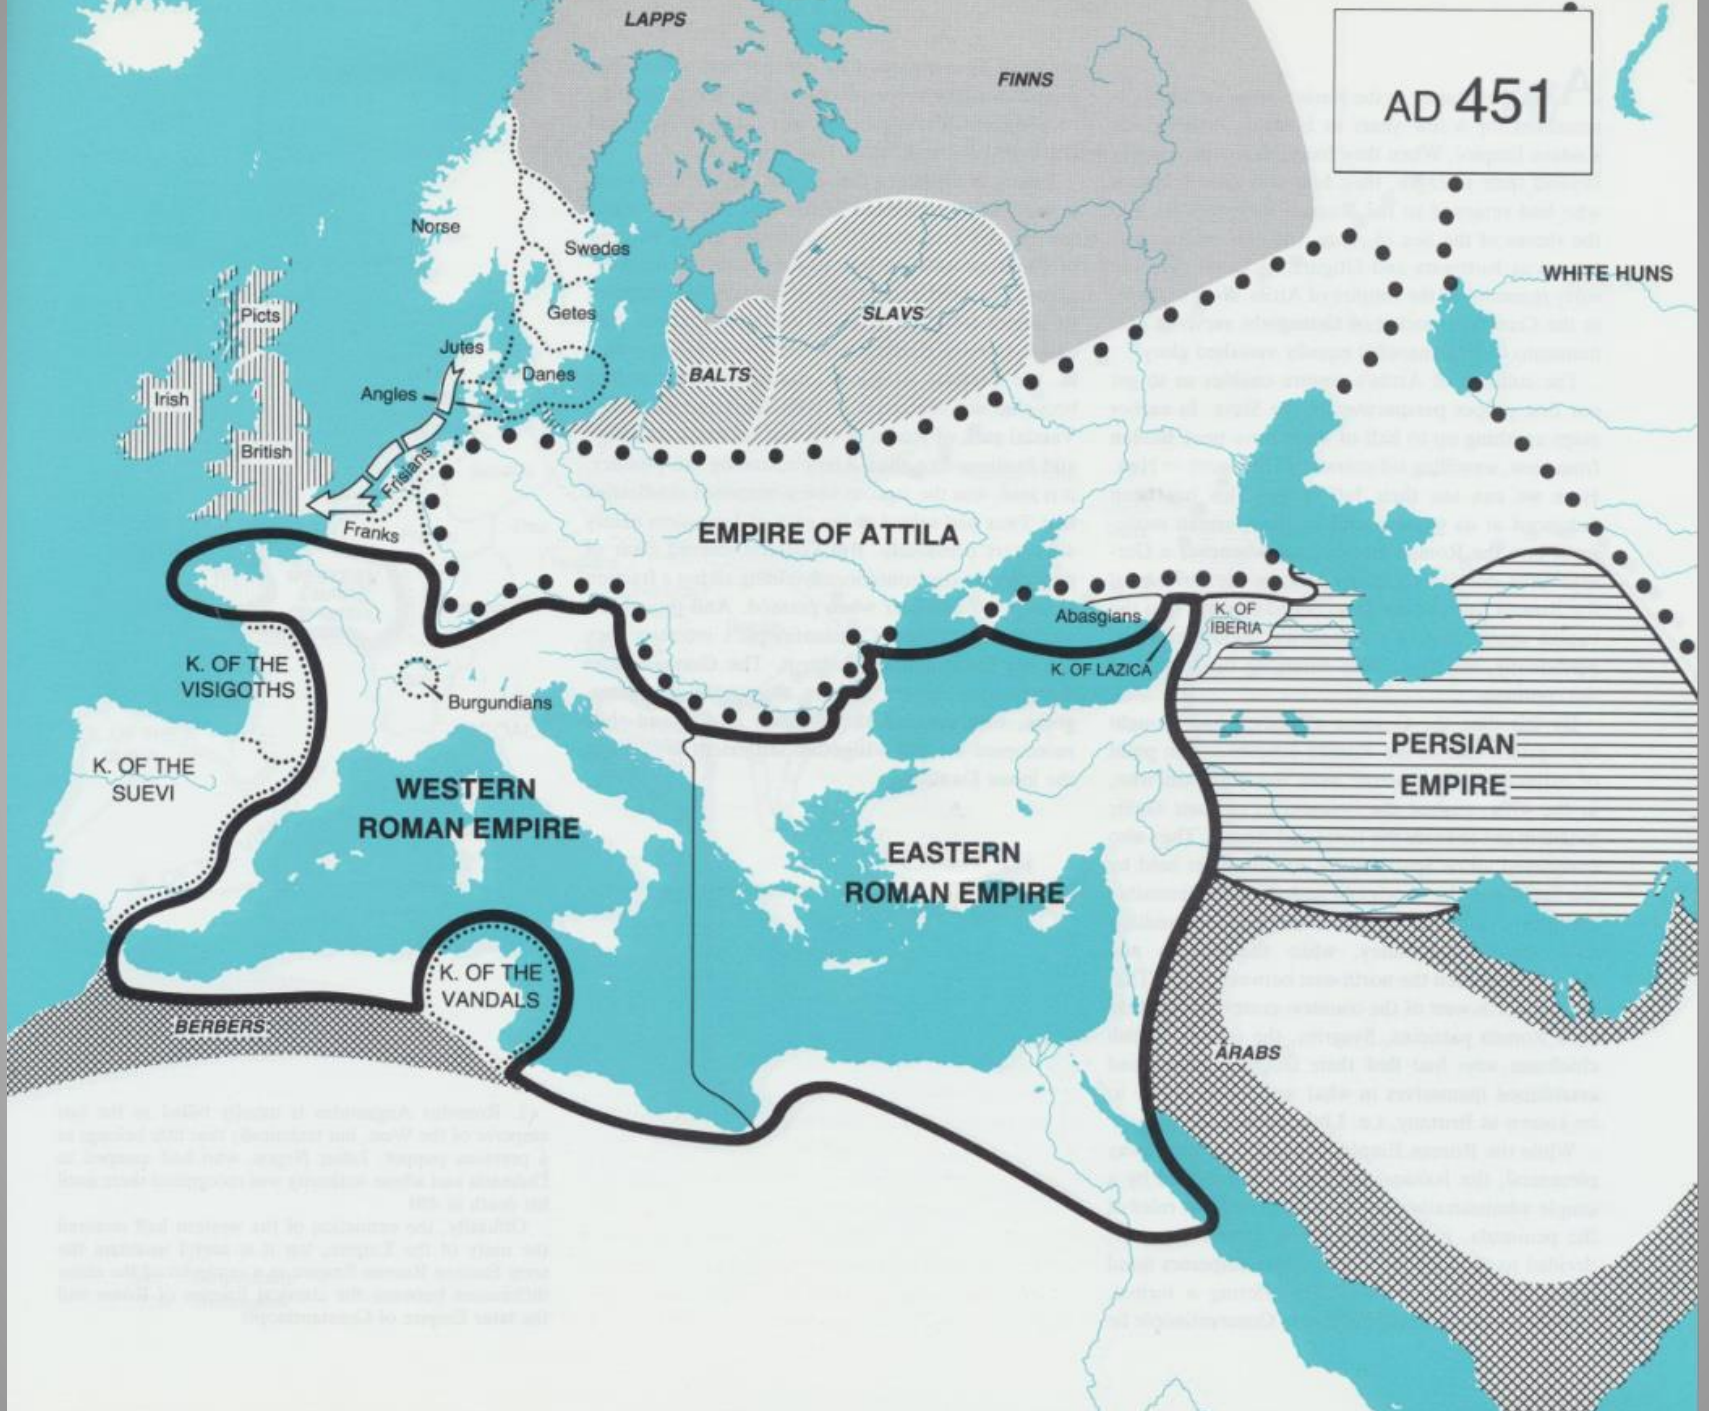 LAPPS
FINNS
AD 451
Norse
Swedes
WHITE HUNS
Picts
Getes
SLAVS
Jutes
Danes
BALTS
Angles
Irish
British
Frisians
Franks
EMPIRE OF ATTILA
Abasgians
K. OF
IBERIA
K. OF LAZICA
K. OF THE
VISIGOTHS
Burgundians
K. OF THE
SUEVI
WESTERN
ROMAN EMPIRE
PERSIAN
EMPIRE
EASTERN
ROMAN EMPIRE
K. OF THE
VANDALS
BERBERS
ARABS